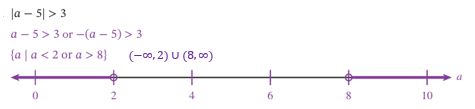 |a − 5| > 3
a − 5 > 3 or −(a − 5) > 3
{a | a < 2 or a > 8} (−∞, 2) ∪ (8, ∞)
a
0 2 4 6 8 10